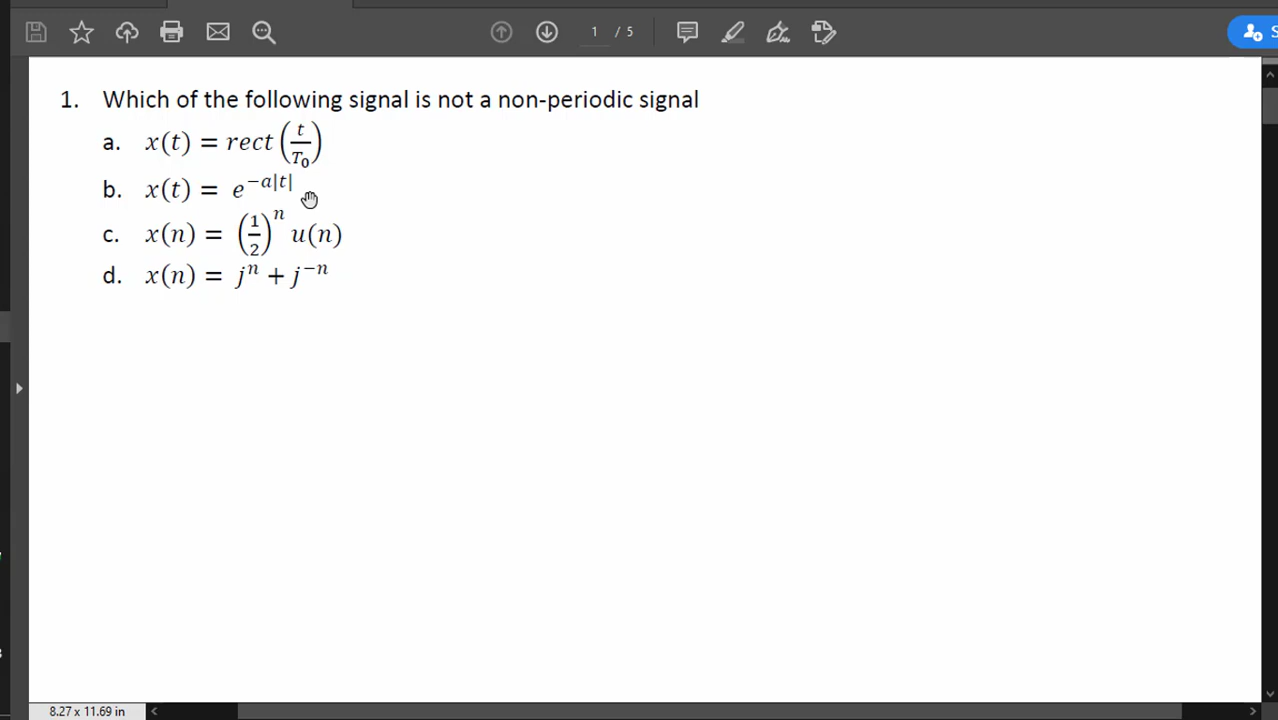 1 / 5
S
1. Which of the following signal is not a non-periodic signal
a. x(t) = rect (t/T₀)
b. x(t) = e^{−a|t|}
c. x(n) = (1/2)^n u(n)
d. x(n) = j^n + j^{−n}
8.27 x 11.69 in